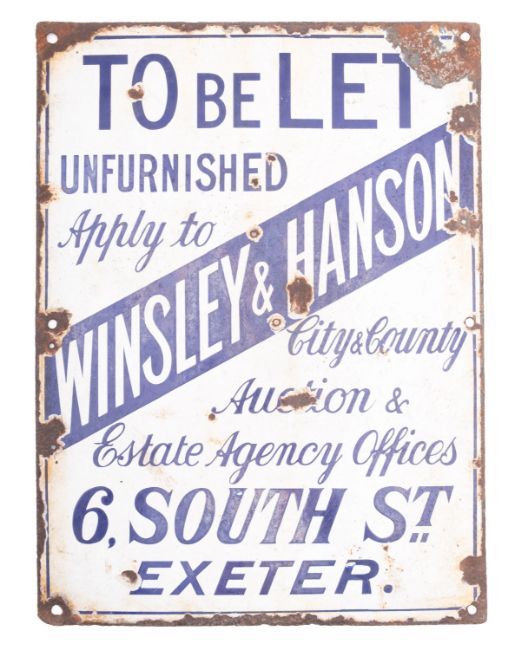 TO BE LET
UNFURNISHED
Apply to
WINSLEY & HANSON
City & County
Auction &
Estate Agency Offices
6, SOUTH ST.
EXETER.